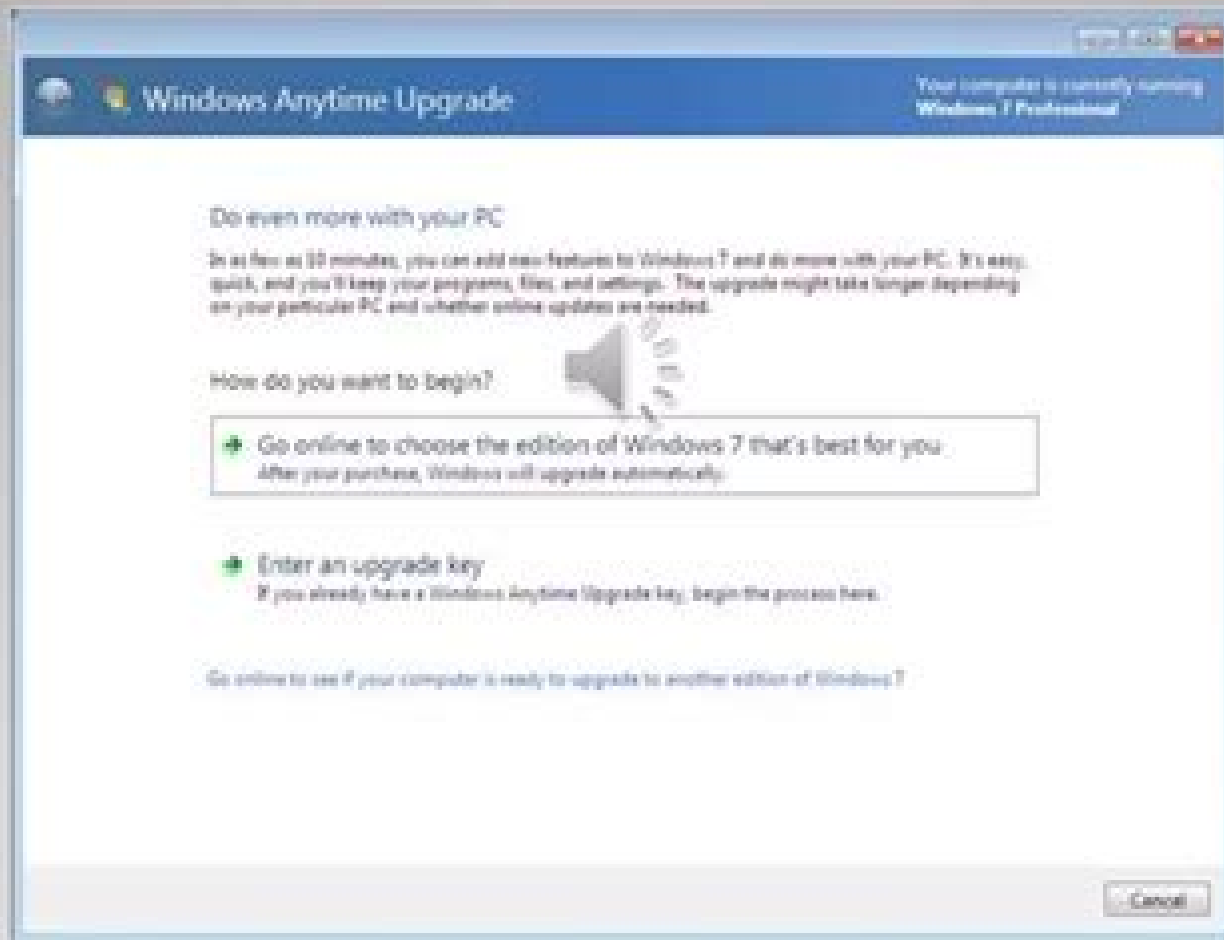 Windows Anytime Upgrade
Your computer is currently running
Windows 7 Professional
Do even more with your PC
In as few as 10 minutes, you can add new features to Windows 7 and do more with your PC. It's easy,
quick, and you'll keep your programs, files, and settings. The upgrade might take longer depending
on your particular PC and whether online updates are needed.
How do you want to begin?
Go online to choose the edition of Windows 7 that's best for you
After your purchase, Windows will upgrade automatically.
Enter an upgrade key
If you already have a Windows Anytime Upgrade key, begin the process here.
Go online to see if your computer is ready to upgrade to another edition of Windows 7
Cancel